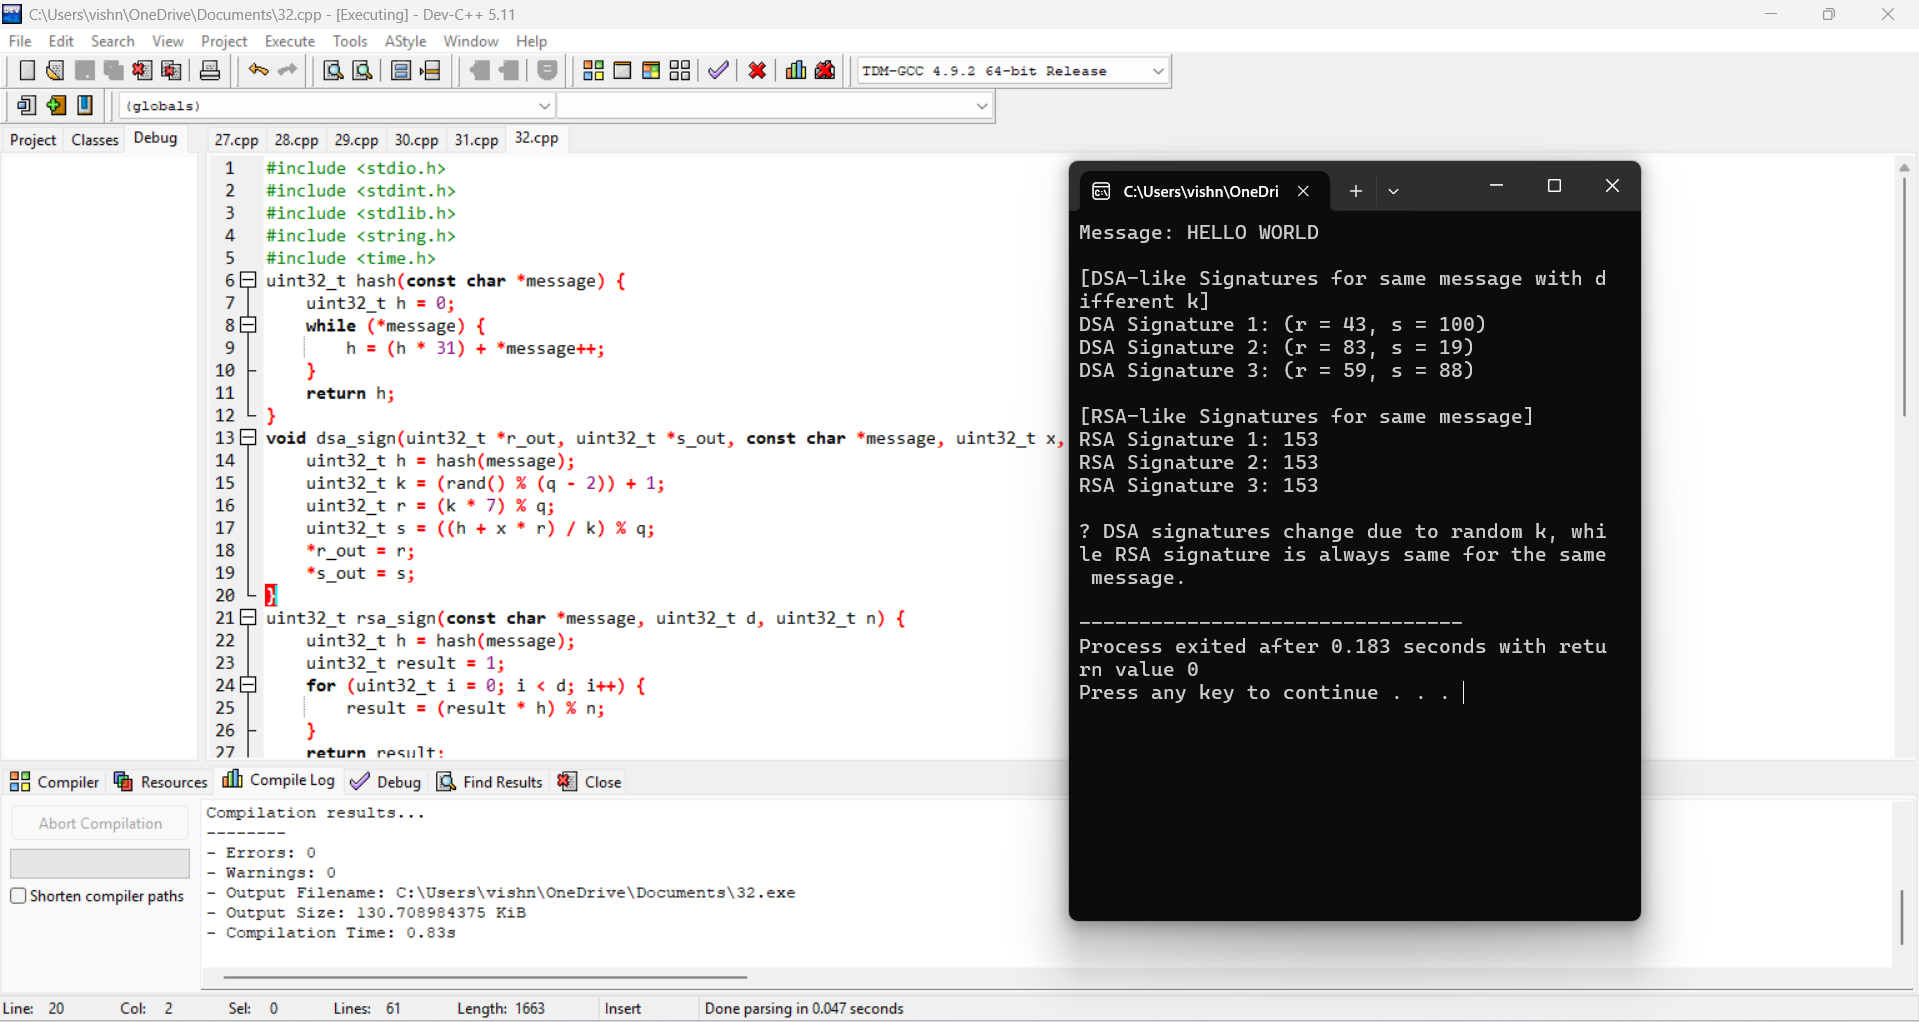 C:\Users\vishn\OneDrive\Documents\32.cpp - [Executing] - Dev-C++ 5.11
File Edit Search View Project Execute Tools AStyle Window Help
TDM-GCC 4.9.2 64-bit Release
(globals)
Project Classes Debug 27.cpp 28.cpp 29.cpp 30.cpp 31.cpp 32.cpp
1 #include <stdio.h>
2 #include <stdint.h>
3 #include <stdlib.h>
4 #include <string.h>
5 #include <time.h>
6 uint32_t hash(const char *message) {
7 uint32_t h = 0;
8 while (*message) {
9 h = (h * 31) + *message++;
10 }
11 return h;
12 }
13 void dsa_sign(uint32_t *r_out, uint32_t *s_out, const char *message, uint32_t x,
14 uint32_t h = hash(message);
15 uint32_t k = (rand() % (q - 2)) + 1;
16 uint32_t r = (k * 7) % q;
17 uint32_t s = ((h + x * r) / k) % q;
18 *r_out = r;
19 *s_out = s;
20 }
21 uint32_t rsa_sign(const char *message, uint32_t d, uint32_t n) {
22 uint32_t h = hash(message);
23 uint32_t result = 1;
24 for (uint32_t i = 0; i < d; i++) {
25 result = (result * h) % n;
26 }
27 return result;
C:\Users\vishn\OneDri
Message: HELLO WORLD
[DSA-like Signatures for same message with d
ifferent k]
DSA Signature 1: (r = 43, s = 100)
DSA Signature 2: (r = 83, s = 19)
DSA Signature 3: (r = 59, s = 88)
[RSA-like Signatures for same message]
RSA Signature 1: 153
RSA Signature 2: 153
RSA Signature 3: 153
? DSA signatures change due to random k, whi
le RSA signature is always same for the same
message.
--------------------------------
Process exited after 0.183 seconds with retu
rn value 0
Press any key to continue . . .
Compiler Resources Compile Log Debug Find Results Close
Abort Compilation
Shorten compiler paths
Compilation results...
--------
- Errors: 0
- Warnings: 0
- Output Filename: C:\Users\vishn\OneDrive\Documents\32.exe
- Output Size: 130.708984375 KiB
- Compilation Time: 0.83s
Line: 20 Col: 2 Sel: 0 Lines: 61 Length: 1663 Insert Done parsing in 0.047 seconds